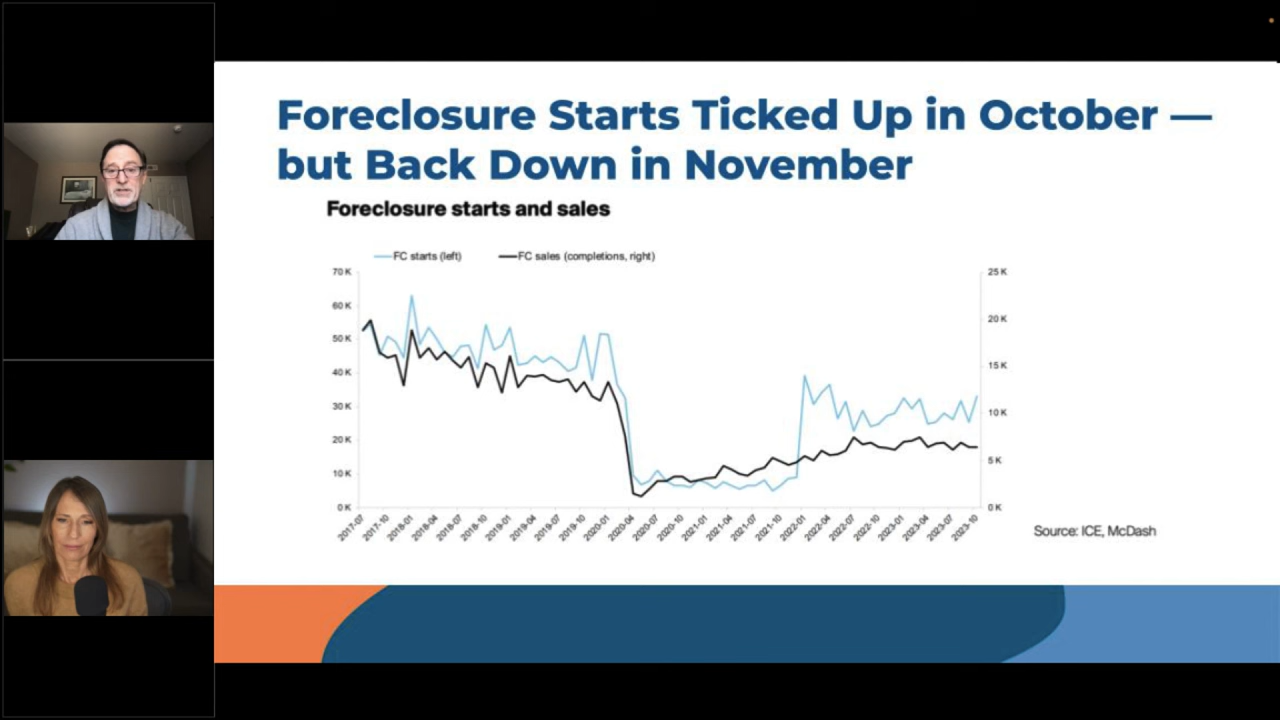 Foreclosure Starts Ticked Up in October —
but Back Down in November
Foreclosure starts and sales
FC starts (left)
FC sales (completions, right)
70 K
60 K
50 K
40 K
30 K
20 K
10 K
0 K
25 K
20 K
15 K
10 K
5 K
0 K
2017-07
2017-10
2018-01
2018-04
2018-07
2018-10
2019-01
2019-04
2019-07
2019-10
2020-01
2020-04
2020-07
2020-10
2021-01
2021-04
2021-07
2021-10
2022-01
2022-04
2022-07
2022-10
2023-01
2023-04
2023-07
2023-10
Source: ICE, McDash